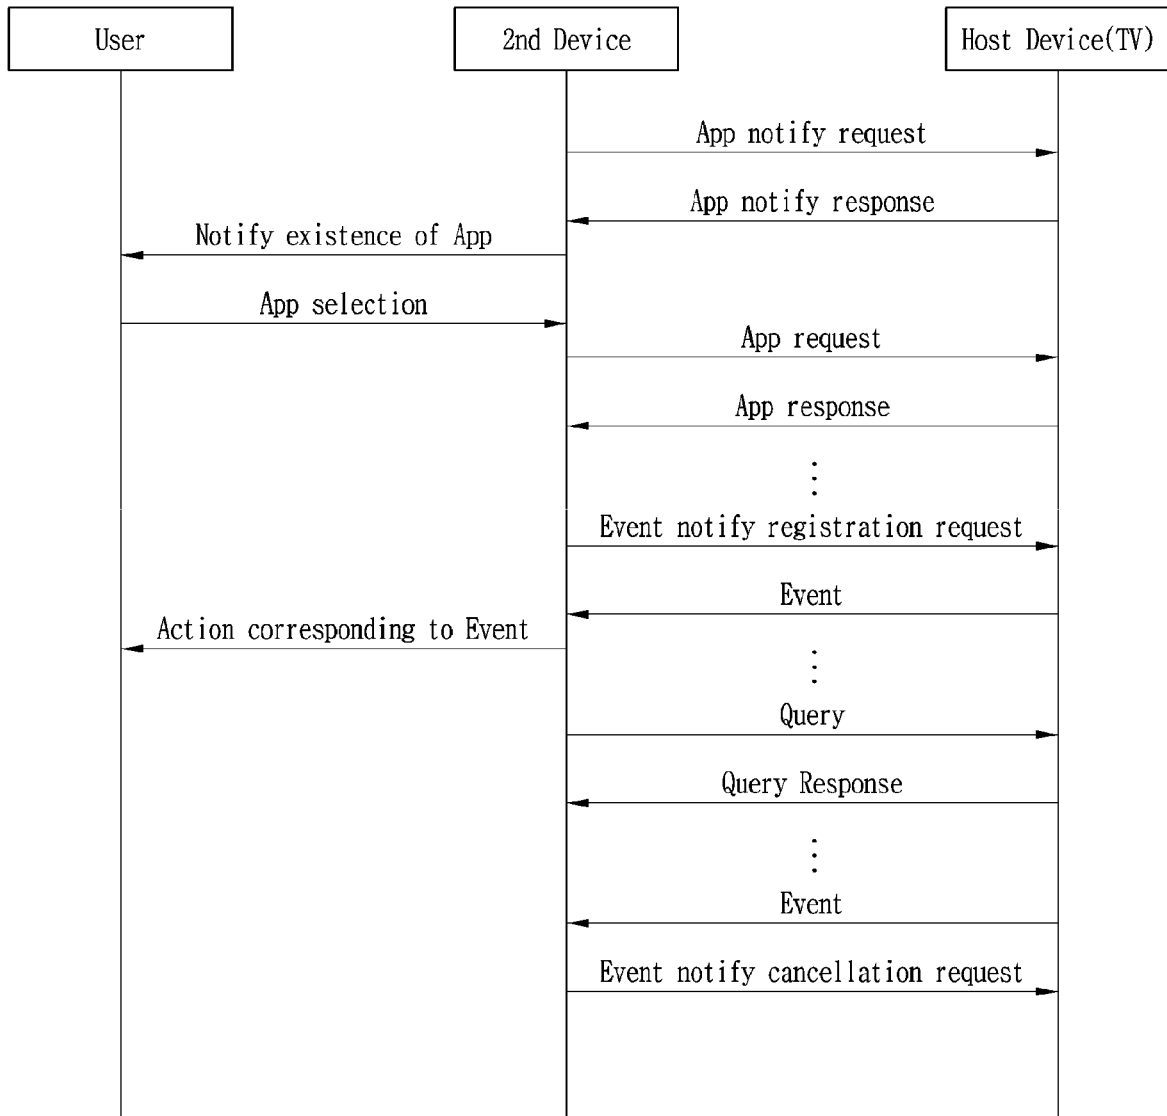 User
2nd Device
Host Device(TV)
App notify request
App notify response
Notify existence of App
App selection
App request
App response
Event notify registration request
Event
Action corresponding to Event
Query
Query Response
Event
Event notify cancellation request